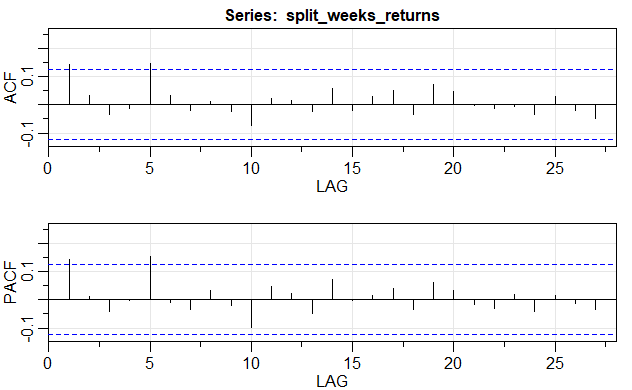 Series: split_weeks_returns
ACF
0.1
-0.1
0 5 10 15 20 25
LAG
PACF
0.1
-0.1
0 5 10 15 20 25
LAG